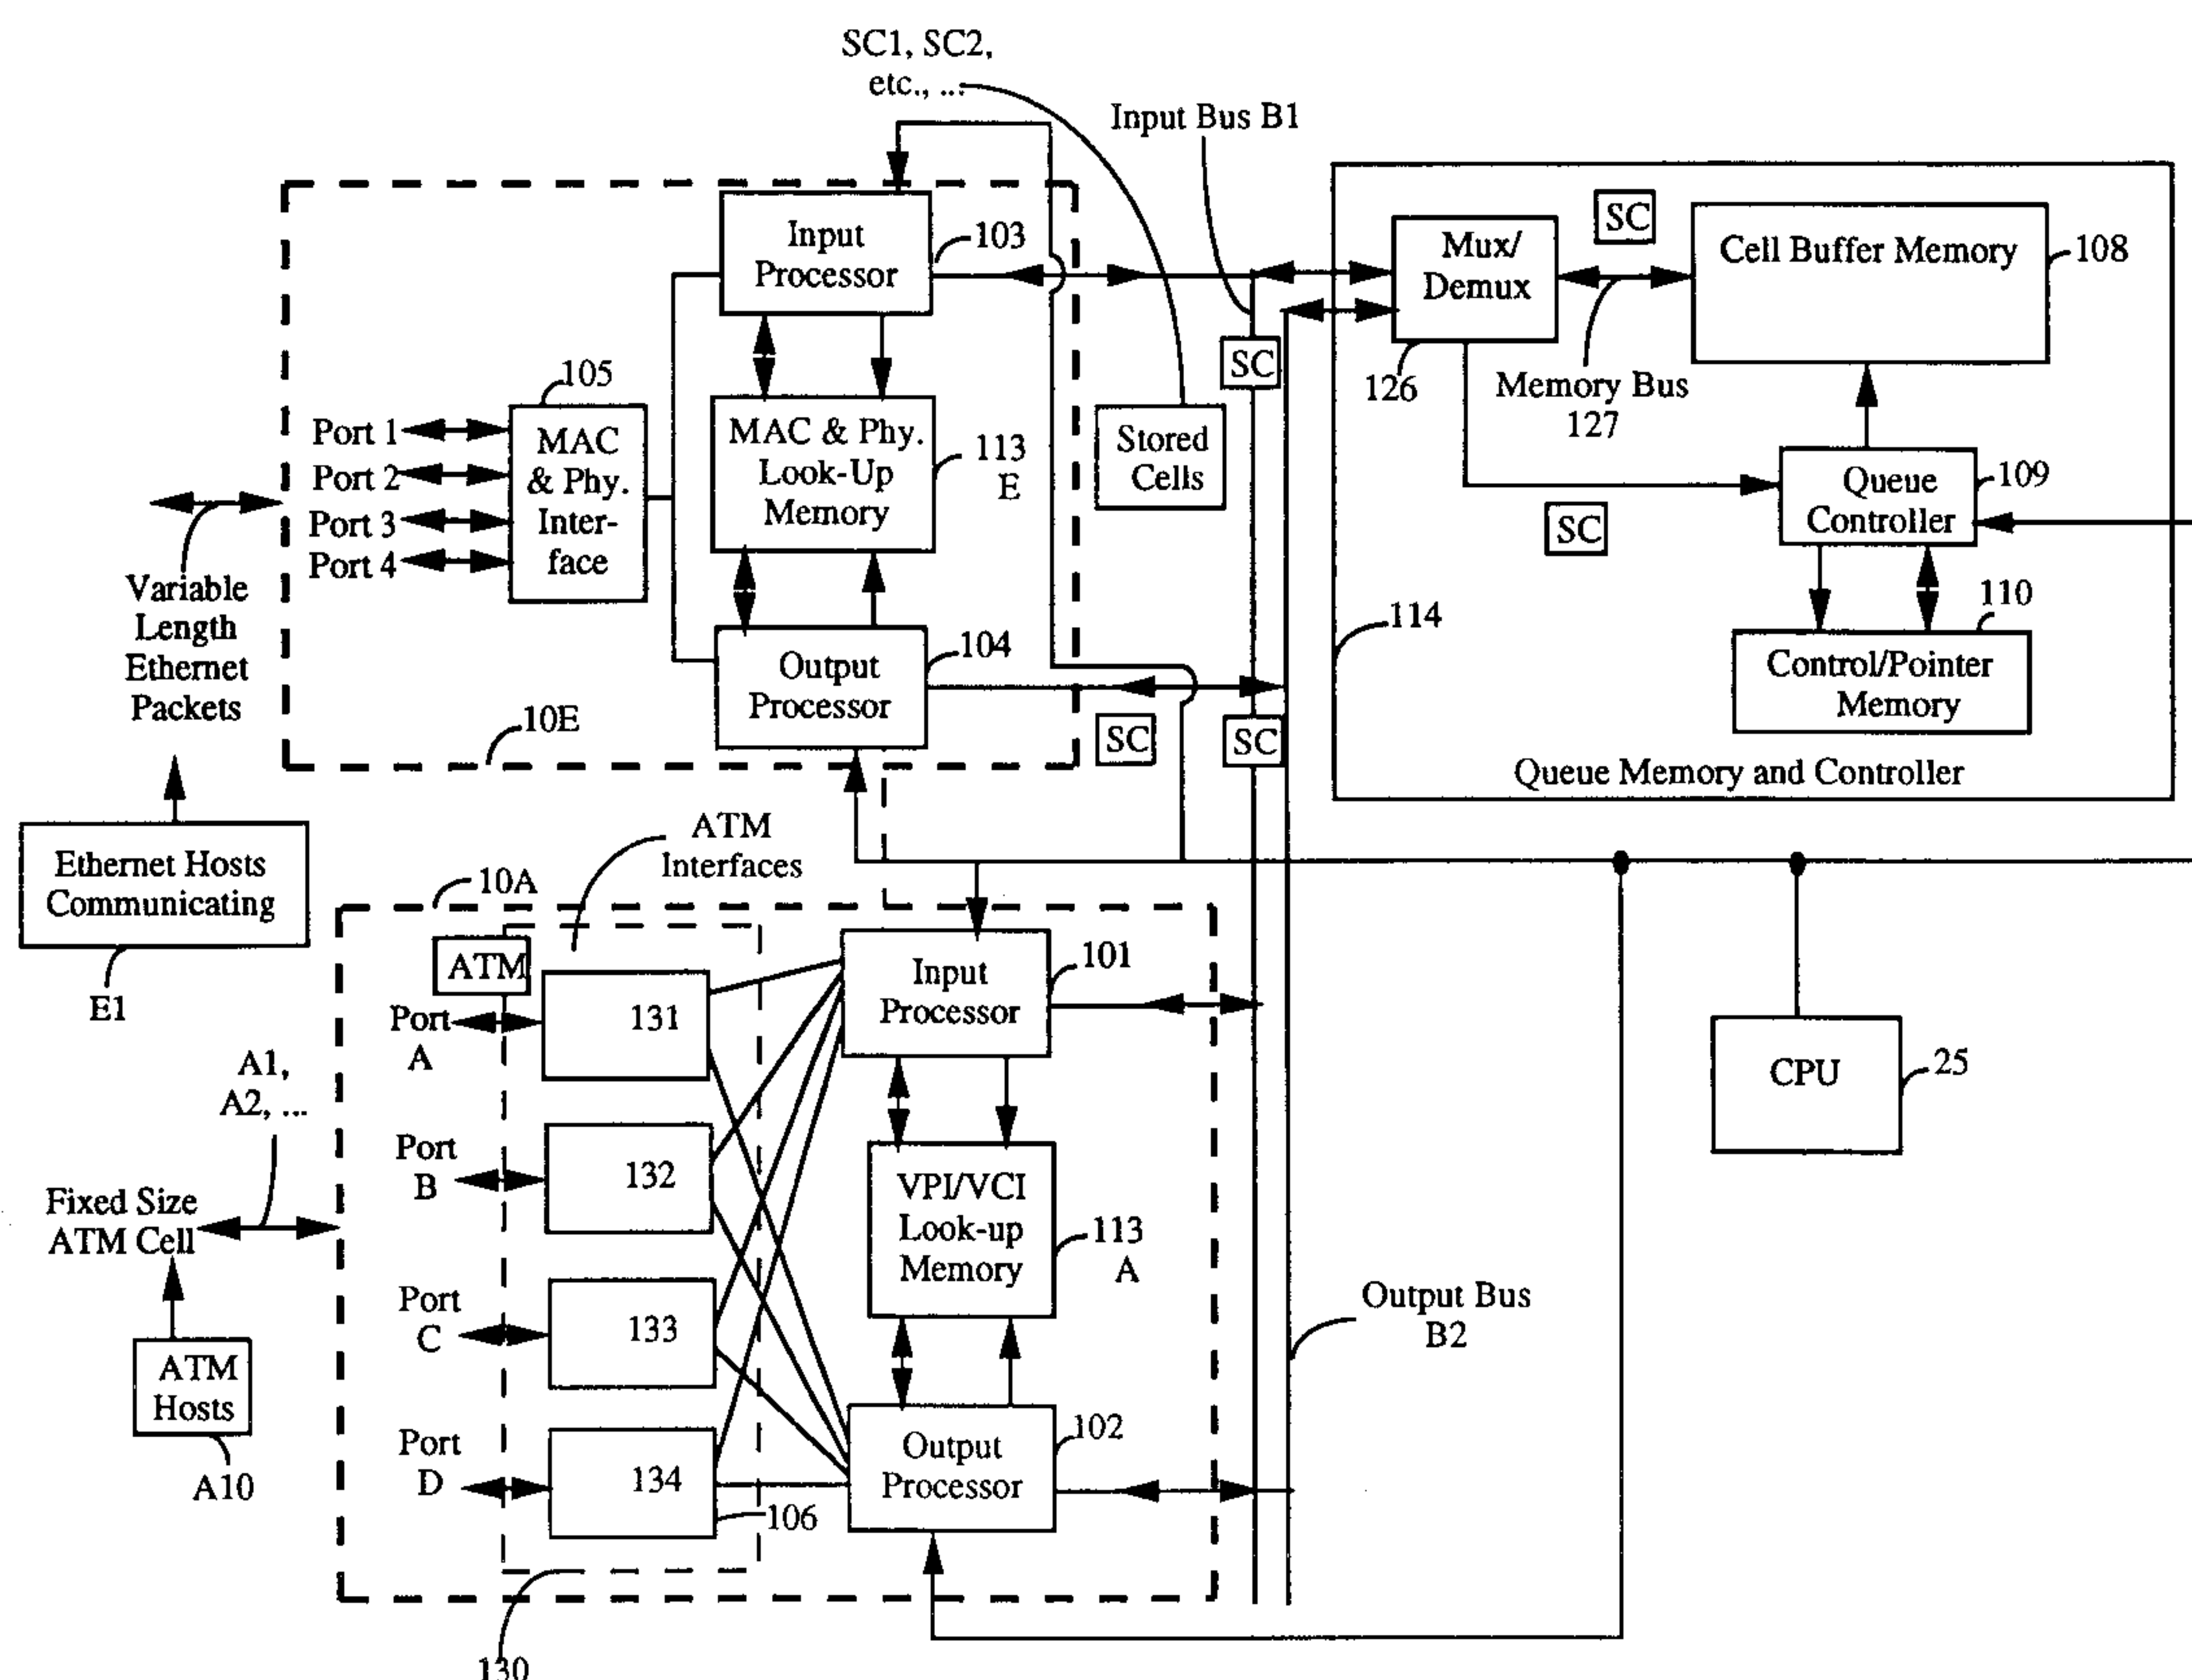 SC1, SC2,
etc., ...
Input Bus B1
Input
Processor
103
Mux/
Demux
SC
Cell Buffer Memory
108
126
Memory Bus
127
SC
105
Port 1
Port 2
Port 3
Port 4
MAC
& Phy.
Inter-
face
MAC & Phy.
Look-Up
Memory
113
E
Stored
Cells
Queue
Controller
109
SC
110
Control/Pointer
Memory
114
Queue Memory and Controller
Variable
Length
Ethernet
Packets
Output
Processor
104
10E
SC
SC
Ethernet Hosts
Communicating
E1
ATM
Interfaces
10A
ATM
Port
A
131
Input
Processor
101
CPU
25
A1,
A2, ...
Port
B
132
VPI/VCI
Look-up
Memory
113
A
Fixed Size
ATM Cell
Port
C
133
Output Bus
B2
ATM
Hosts
A10
Port
D
134
106
Output
Processor
102
130